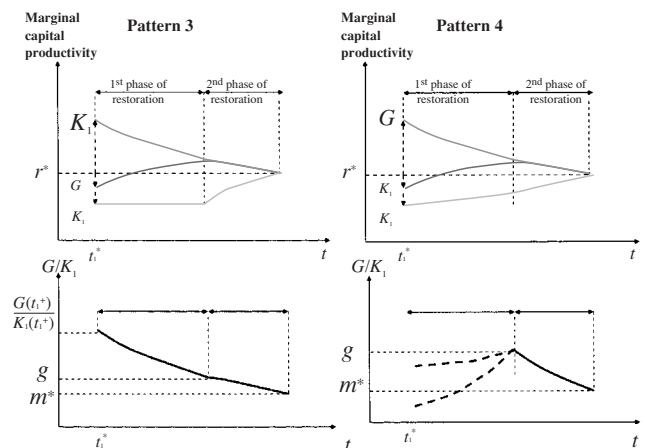 Marginal
capital
productivity
Pattern 3
1st phase of
restoration
2nd phase of
restoration
K1
r*
G
K1
t1*
t
G/K1
G(t1+)
K1(t1+)
g
m*
t1*
t
Marginal
capital
productivity
Pattern 4
1st phase of
restoration
2nd phase of
restoration
G
r*
K1
K1
t1*
t
G/K1
g
m*
t1*
t